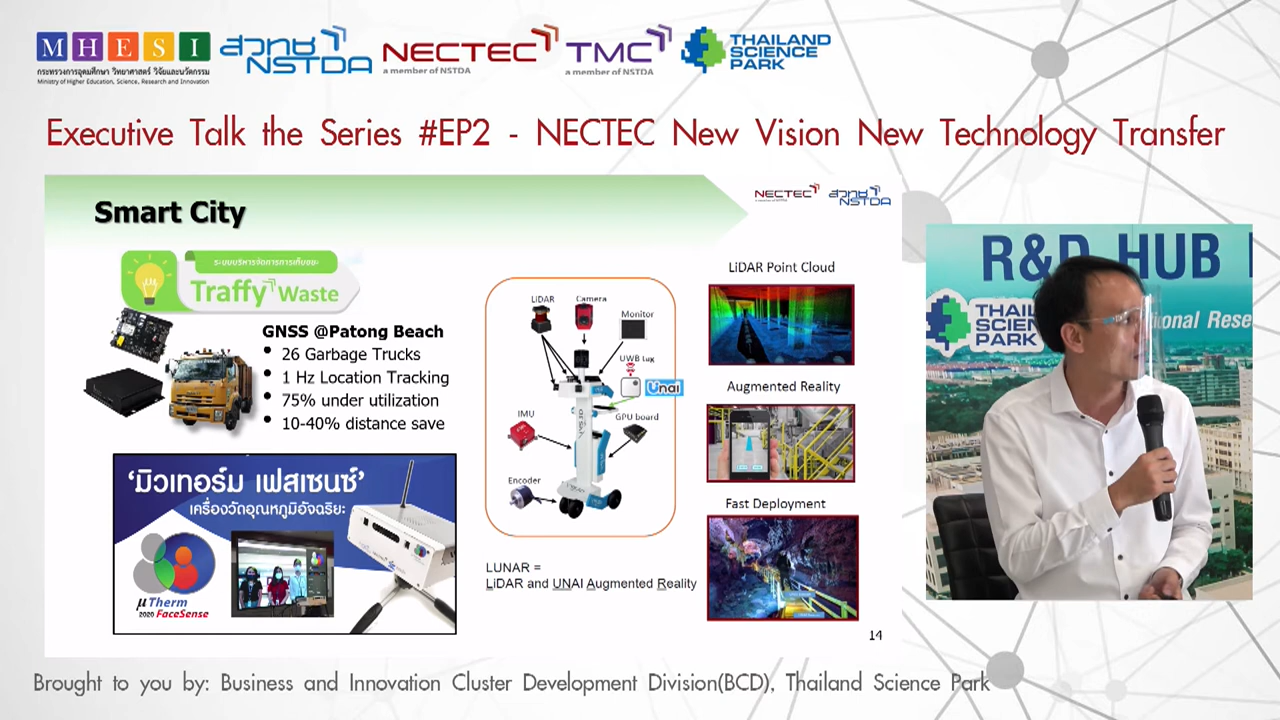 MHESI
กระทรวงการอุดมศึกษา วิทยาศาสตร์ วิจัยและนวัตกรรม
Ministry of Higher Education, Science, Research and Innovation
สวทช
NSTDA
NECTEC
a member of NSTDA
TMC
a member of NSTDA
THAILAND
SCIENCE
PARK
Executive Talk the Series #EP2 - NECTEC New Vision New Technology Transfer
Smart City
NECTEC
สวทช
NSTDA
ระบบบริหารจัดการการเก็บขยะ
Traffy Waste
GNSS @Patong Beach
• 26 Garbage Trucks
• 1 Hz Location Tracking
• 75% under utilization
• 10-40% distance save
‘มิวเทอร์ม เฟสเซนซ์’
เครื่องวัดอุณหภูมิอัจฉริยะ
μTherm
2020 FaceSense
LiDAR
Camera
Monitor
UWB tag
Unai
IMU
GPU board
Encoder
LUNAR =
LiDAR and UNAI Augmented Reality
LiDAR Point Cloud
Augmented Reality
Fast Deployment
14
R&D HUB
THAIL
SCIEN
PARK
ional Rese
Brought to you by: Business and Innovation Cluster Development Division(BCD), Thailand Science Park